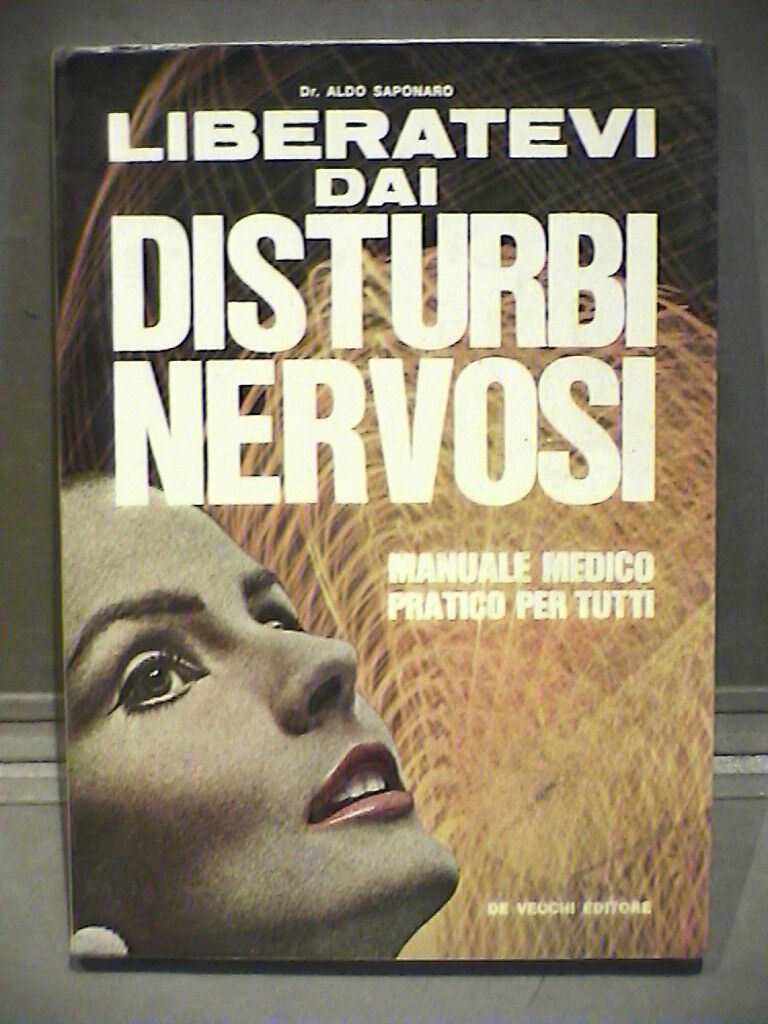 Dr. ALDO SAPONARO
LIBERATEVI
DAI
DISTURBI
NERVOSI
MANUALE MEDICO
PRATICO PER TUTTI
DE VECCHI EDITORE